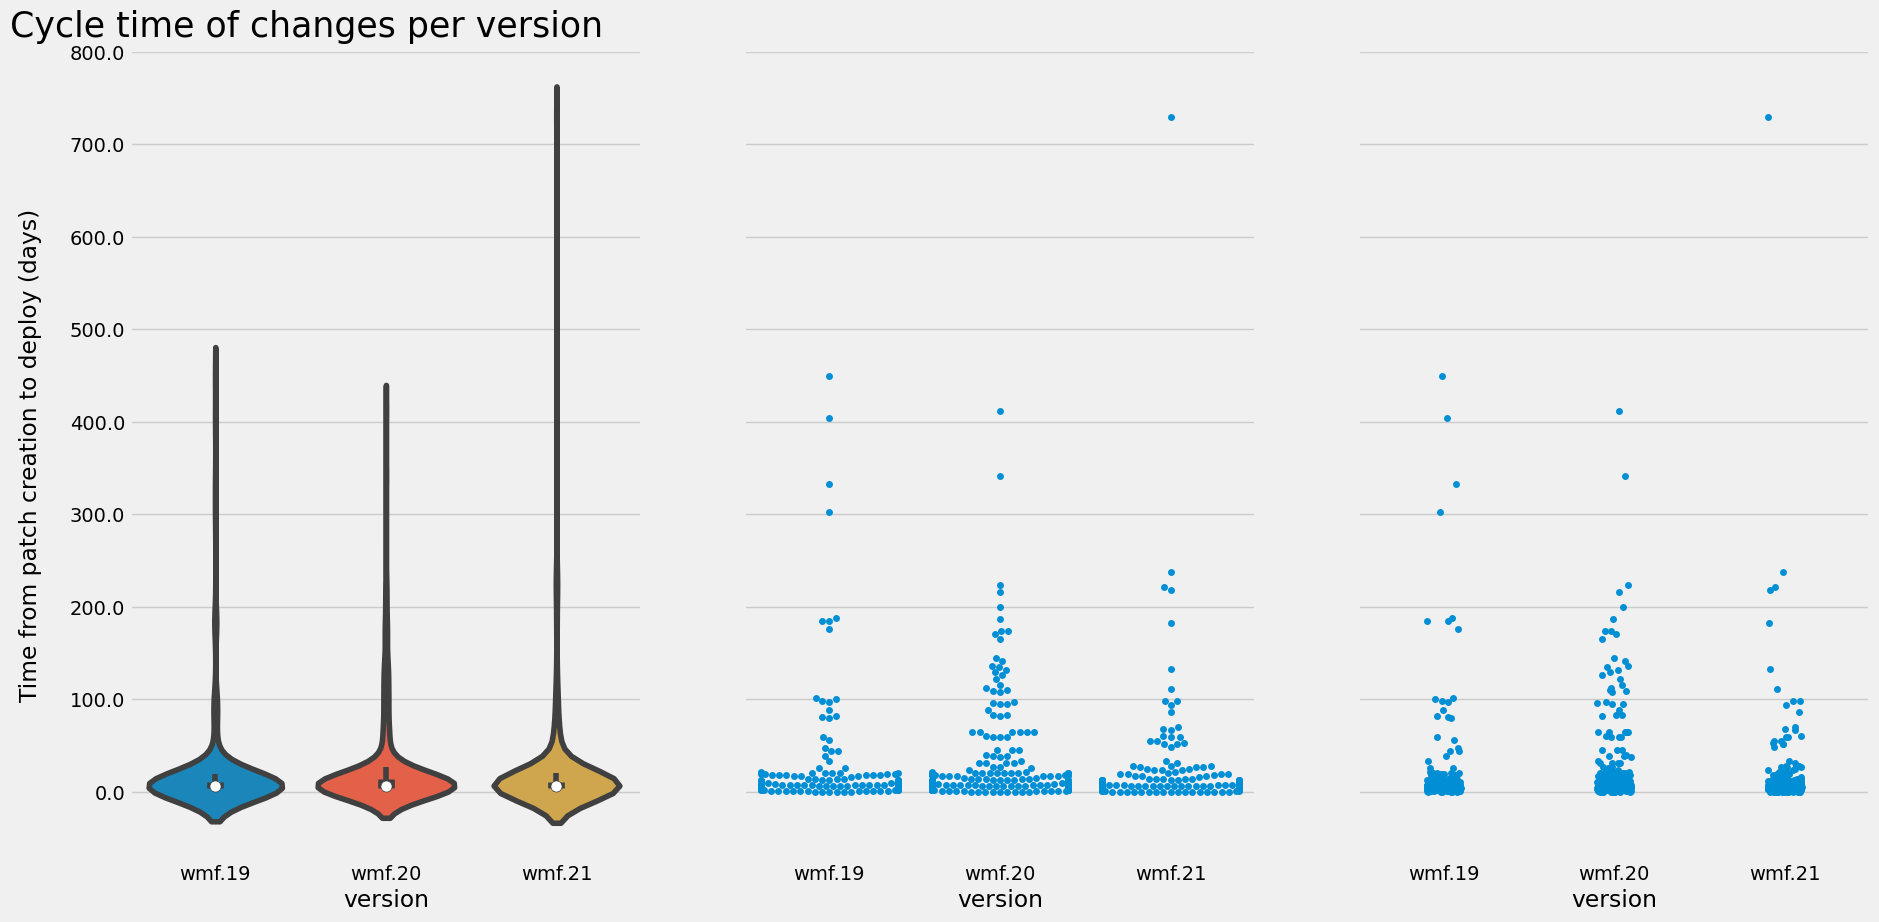 Cycle time of changes per version
Time from patch creation to deploy (days)
800.0
700.0
600.0
500.0
400.0
300.0
200.0
100.0
0.0
wmf.19 wmf.20 wmf.21
version
wmf.19 wmf.20 wmf.21
version
wmf.19 wmf.20 wmf.21
version